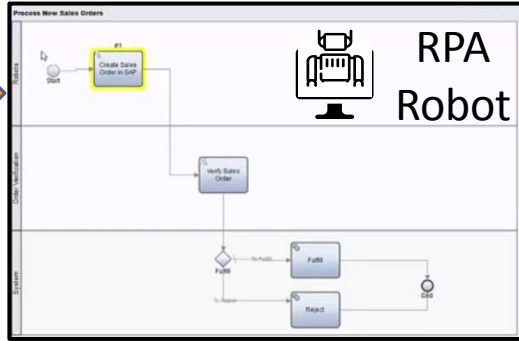 Process New Sales Orders
RPA
Robot
Robots
#1
Create Sales
Order in SAP
Start
Order Verification
Verify Sales
Order
System
Fulfill
To Fulfill
Fulfill
To Reject
Reject
End